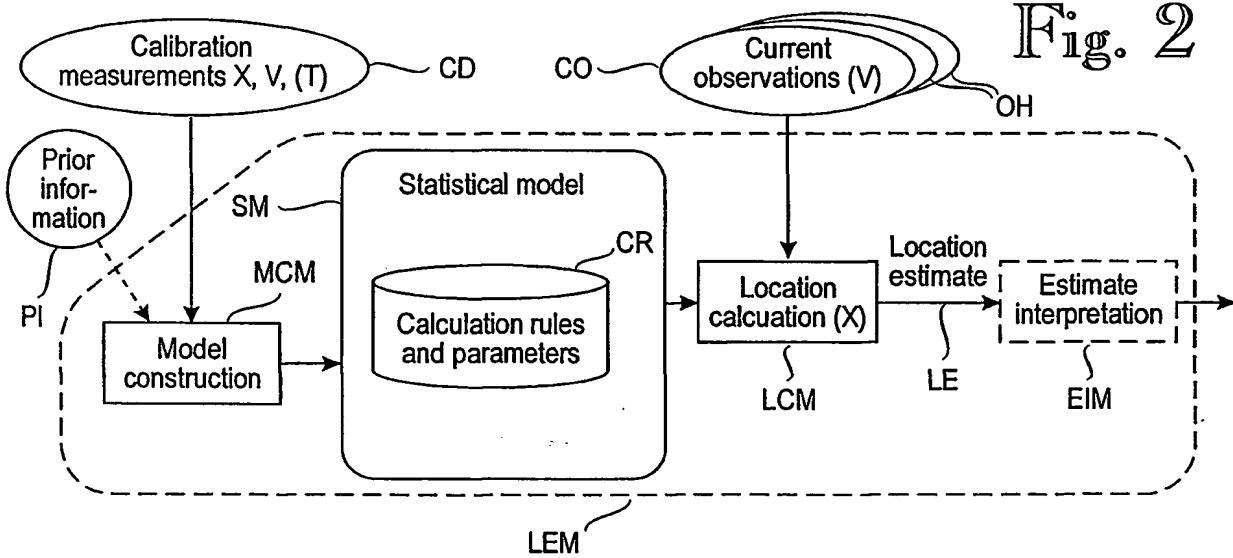 Fig. 2
Calibration
measurements X, V, (T)
CD
CO
Current
observations (V)
OH
Prior
infor-
mation
PI
SM
Statistical model
MCM
CR
Model
construction
Calculation rules
and parameters
Location
calcuation (X)
LCM
Location
estimate
LE
Estimate
interpretation
EIM
LEM